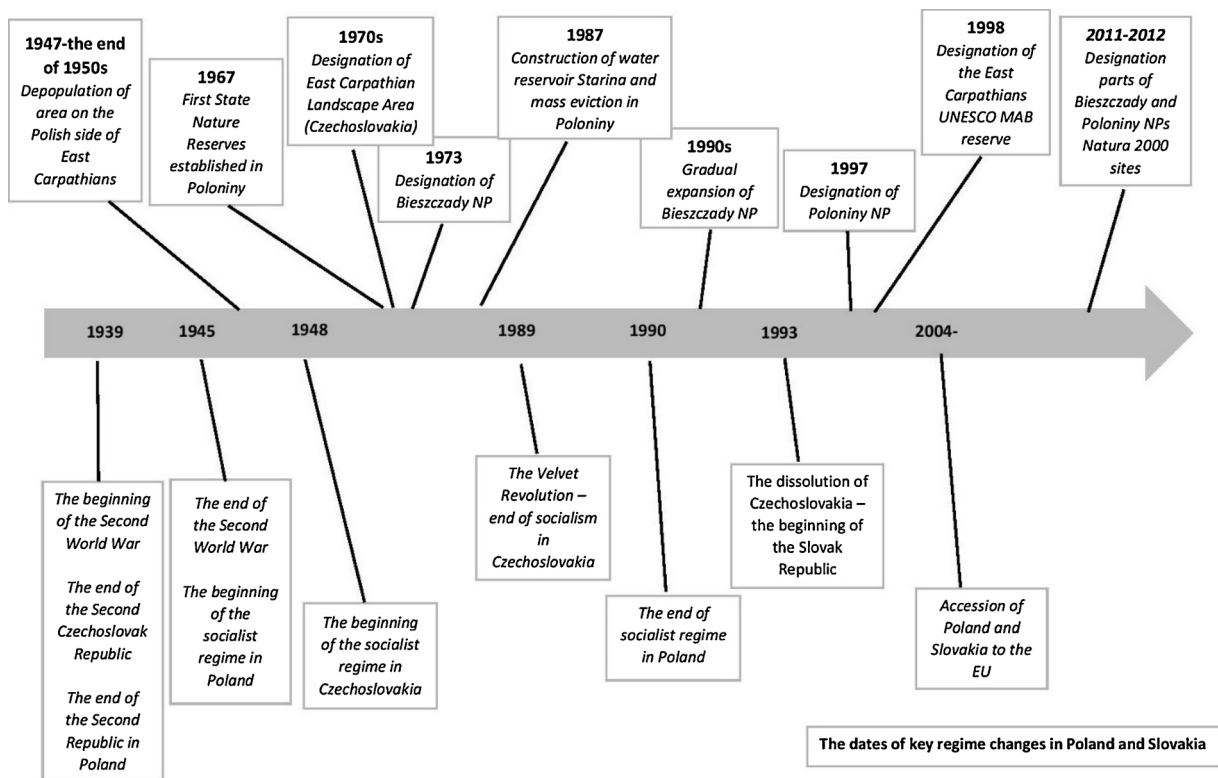 1947-the end
of 1950s
Depopulation of
area on the
Polish side of
East
Carpathians
1967
First State
Nature
Reserves
established in
Poloniny
1970s
Designation of
East Carpathian
Landscape Area
(Czechoslovakia)
1973
Designation of
Bieszczady NP
1987
Construction of water
reservoir Starina and
mass eviction in
Poloniny
1990s
Gradual
expansion of
Bieszczady NP
1997
Designation of
Poloniny NP
1998
Designation of
the East
Carpathians
UNESCO MAB
reserve
2011-2012
Designation
parts of
Bieszczady and
Poloniny NPs
Natura 2000
sites
1939
1945
1948
1989
1990
1993
2004-
The beginning
of the Second
World War
The end of
the Second
Czechoslovak
Republic
The end of
the Second
Republic in
Poland
The end of
the Second
World War
The beginning
of the
socialist
regime in
Poland
The beginning
of the socialist
regime in
Czechoslovakia
The Velvet
Revolution –
end of socialism
in
Czechoslovakia
The end of
socialist regime
in Poland
The dissolution of
Czechoslovakia –
the beginning of
the Slovak
Republic
Accession of
Poland and
Slovakia to the
EU
The dates of key regime changes in Poland and Slovakia